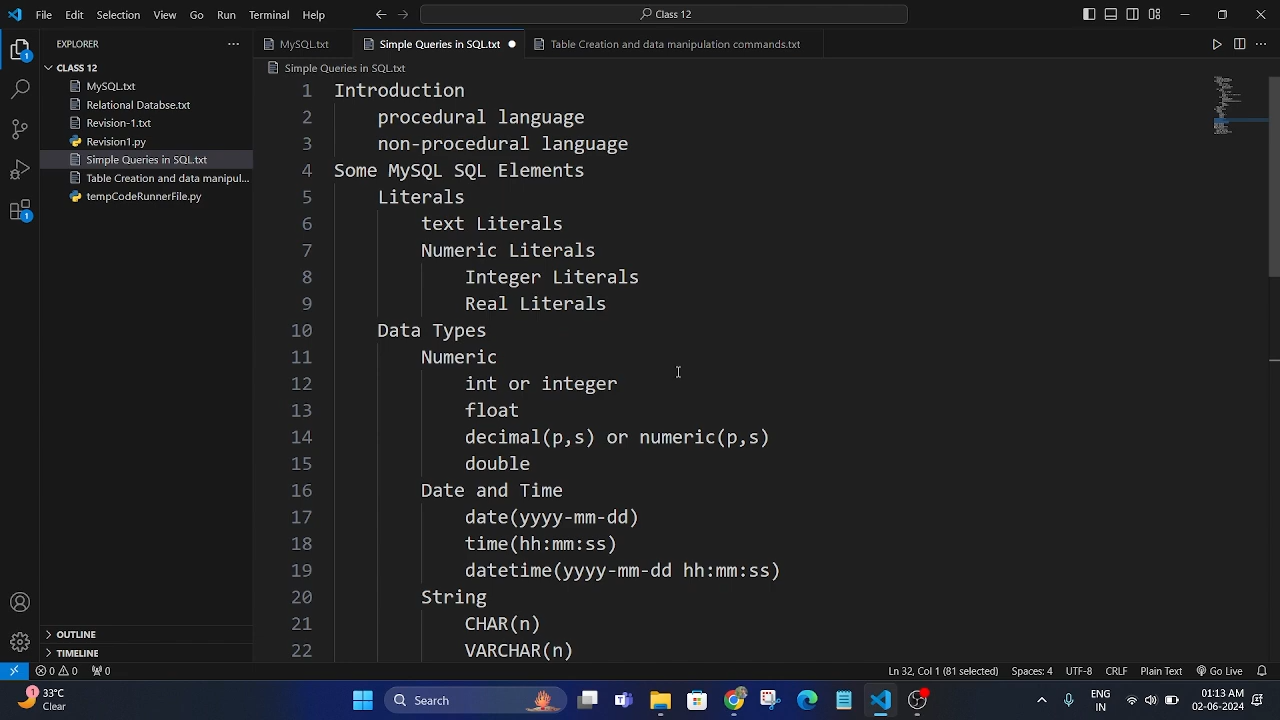 File Edit Selection View Go Run Terminal Help
Class 12
EXPLORER
MySQL.txt
Simple Queries in SQL.txt
Table Creation and data manipulation commands.txt
CLASS 12
MySQL.txt
Relational Databse.txt
Revision-1.txt
Revision1.py
Simple Queries in SQL.txt
Table Creation and data manipul...
tempCodeRunnerFile.py
OUTLINE
TIMELINE
1
1
Simple Queries in SQL.txt
1 Introduction
2 procedural language
3 non-procedural language
4 Some MySQL SQL Elements
5 Literals
6 text Literals
7 Numeric Literals
8 Integer Literals
9 Real Literals
10 Data Types
11 Numeric
12 int or integer
13 float
14 decimal(p,s) or numeric(p,s)
15 double
16 Date and Time
17 date(yyyy-mm-dd)
18 time(hh:mm:ss)
19 datetime(yyyy-mm-dd hh:mm:ss)
20 String
21 CHAR(n)
22 VARCHAR(n)
0 0 0
Ln 32, Col 1 (81 selected) Spaces: 4 UTF-8 CRLF Plain Text Go Live
1
33°C
Clear
Search
ENG
IN
01:13 AM
02-06-2024